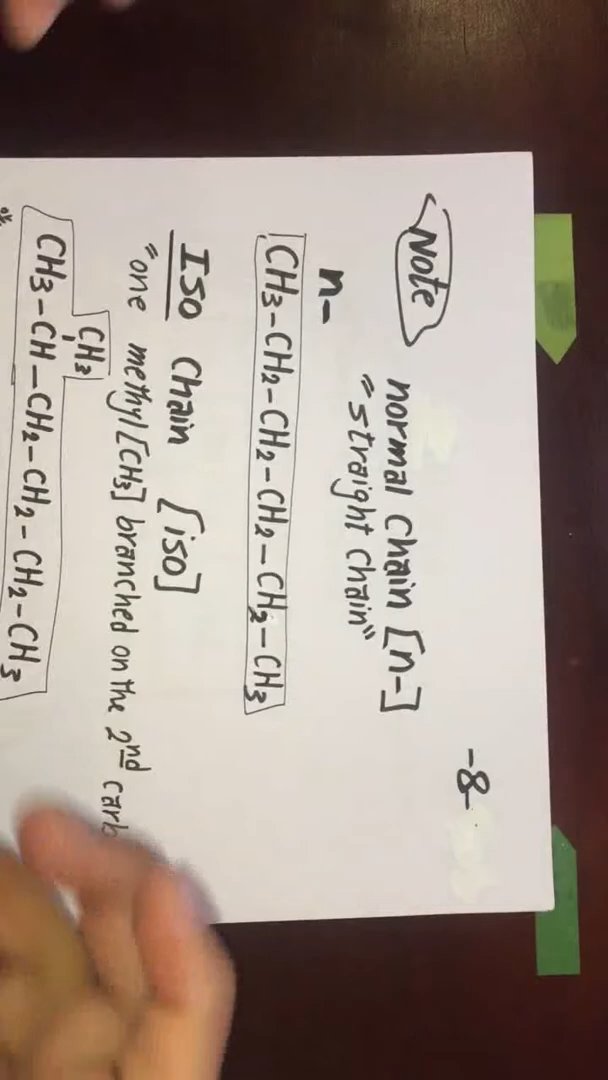 -8-
Note normal chain [n-]
"straight chain"
n-
CH3-CH2-CH2-CH2-CH2-CH3
Iso chain [iso]
"one methyl [CH3] branched on the 2nd carb
CH3
CH3-CH-CH2-CH2-CH2-CH3